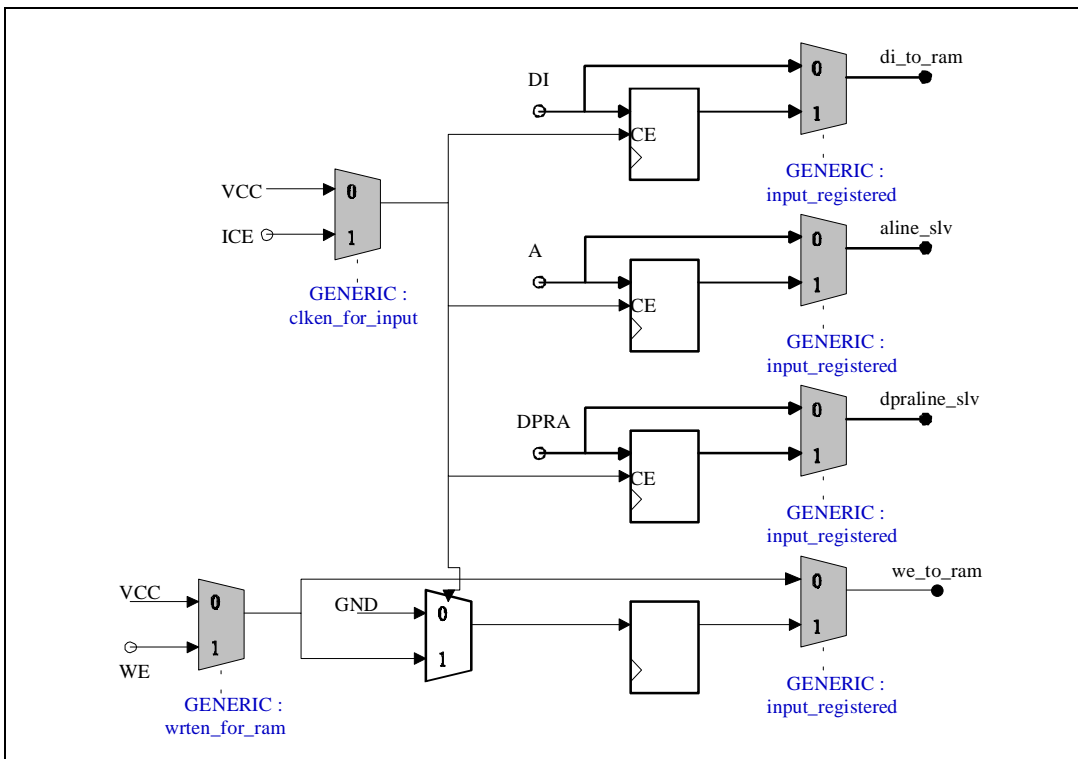 di_to_ram
DI
0
1
CE
GENERIC :
input_registered
VCC
0
ICE
1
GENERIC :
clken_for_input
aline_slv
A
0
1
CE
GENERIC :
input_registered
dpraline_slv
DPRA
0
1
CE
GENERIC :
input_registered
we_to_ram
VCC
0
GND
0
0
1
1
1
WE
GENERIC :
wrten_for_ram
GENERIC :
input_registered